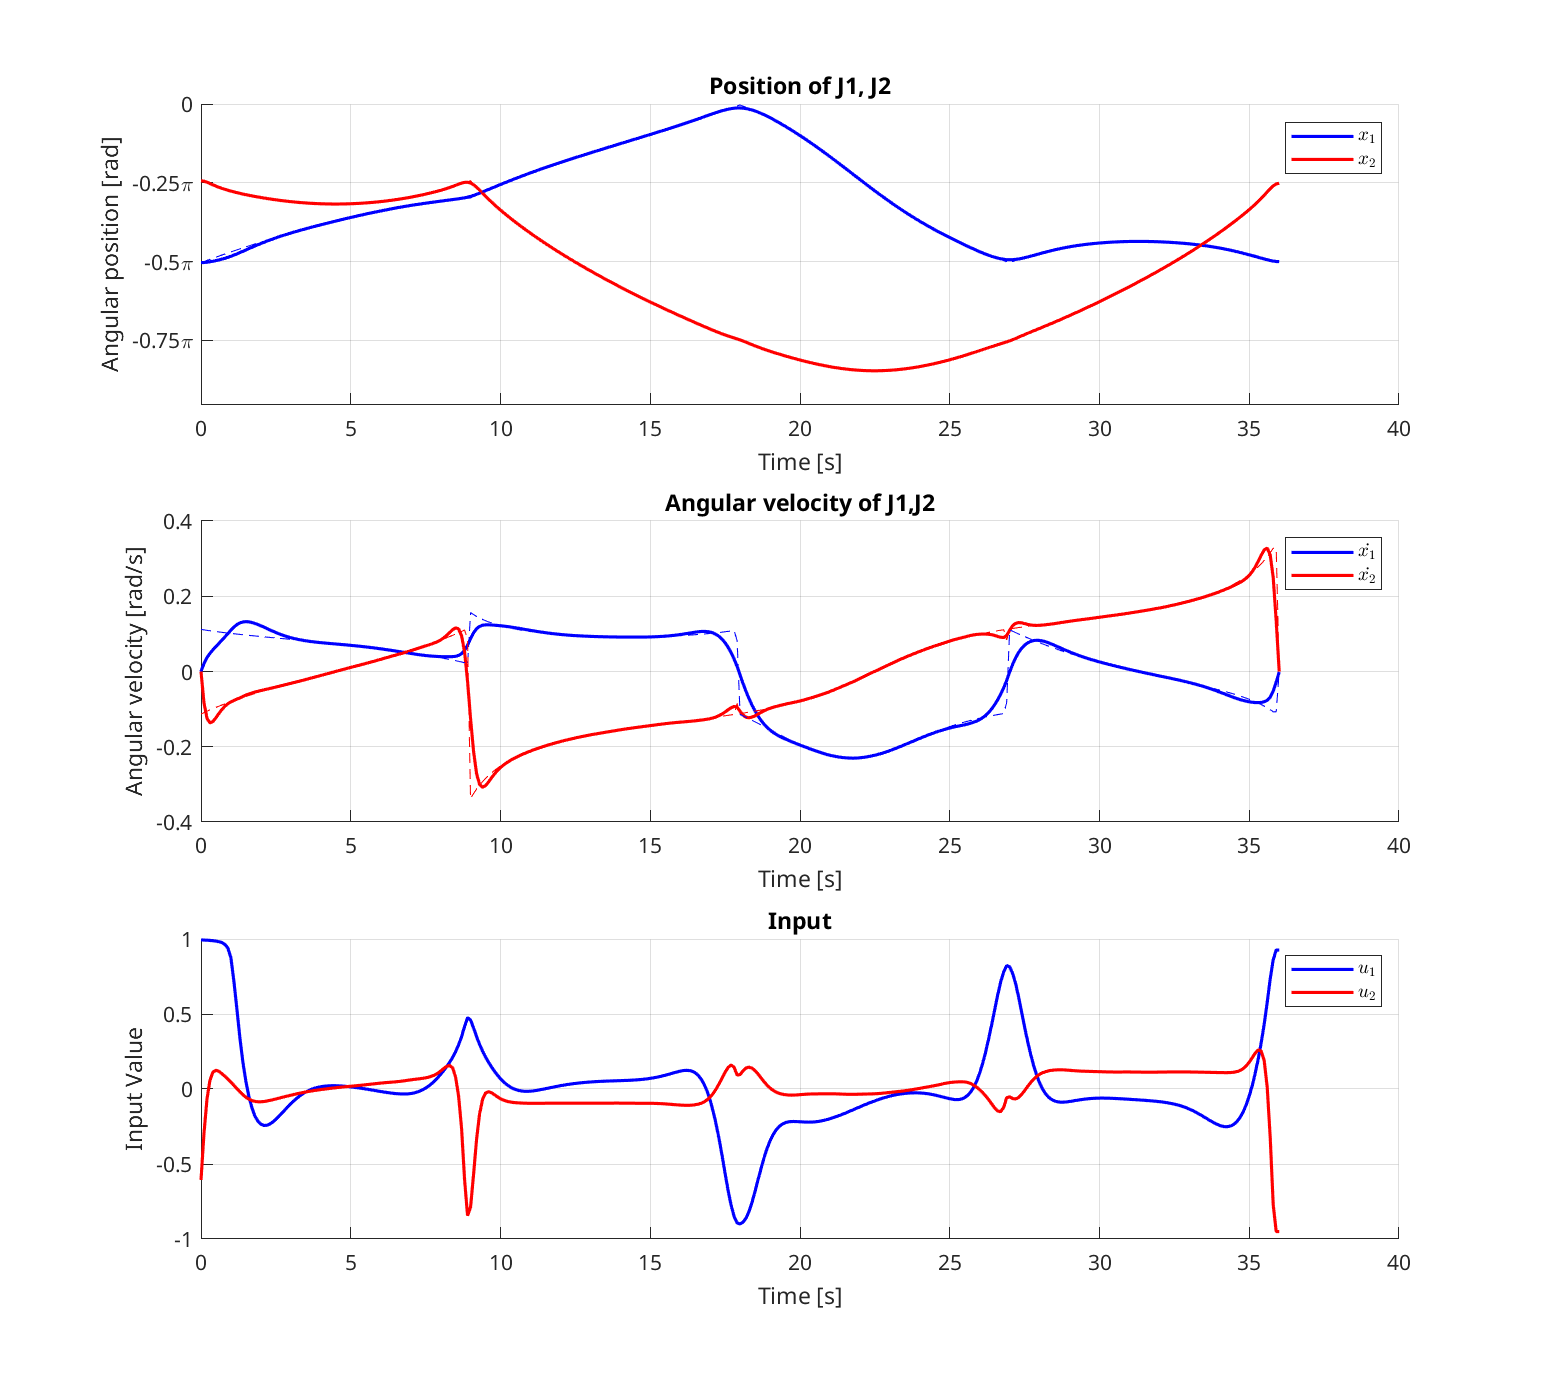 Position of J1, J2
Angular position [rad]
0
-0.25π
-0.5π
-0.75π
x₁
x₂
0 5 10 15 20 25 30 35 40
Time [s]
Angular velocity of J1,J2
Angular velocity [rad/s]
0.4
0.2
0
-0.2
-0.4
ẋ₁
ẋ₂
0 5 10 15 20 25 30 35 40
Time [s]
Input
Input Value
1
0.5
0
-0.5
-1
u₁
u₂
0 5 10 15 20 25 30 35 40
Time [s]